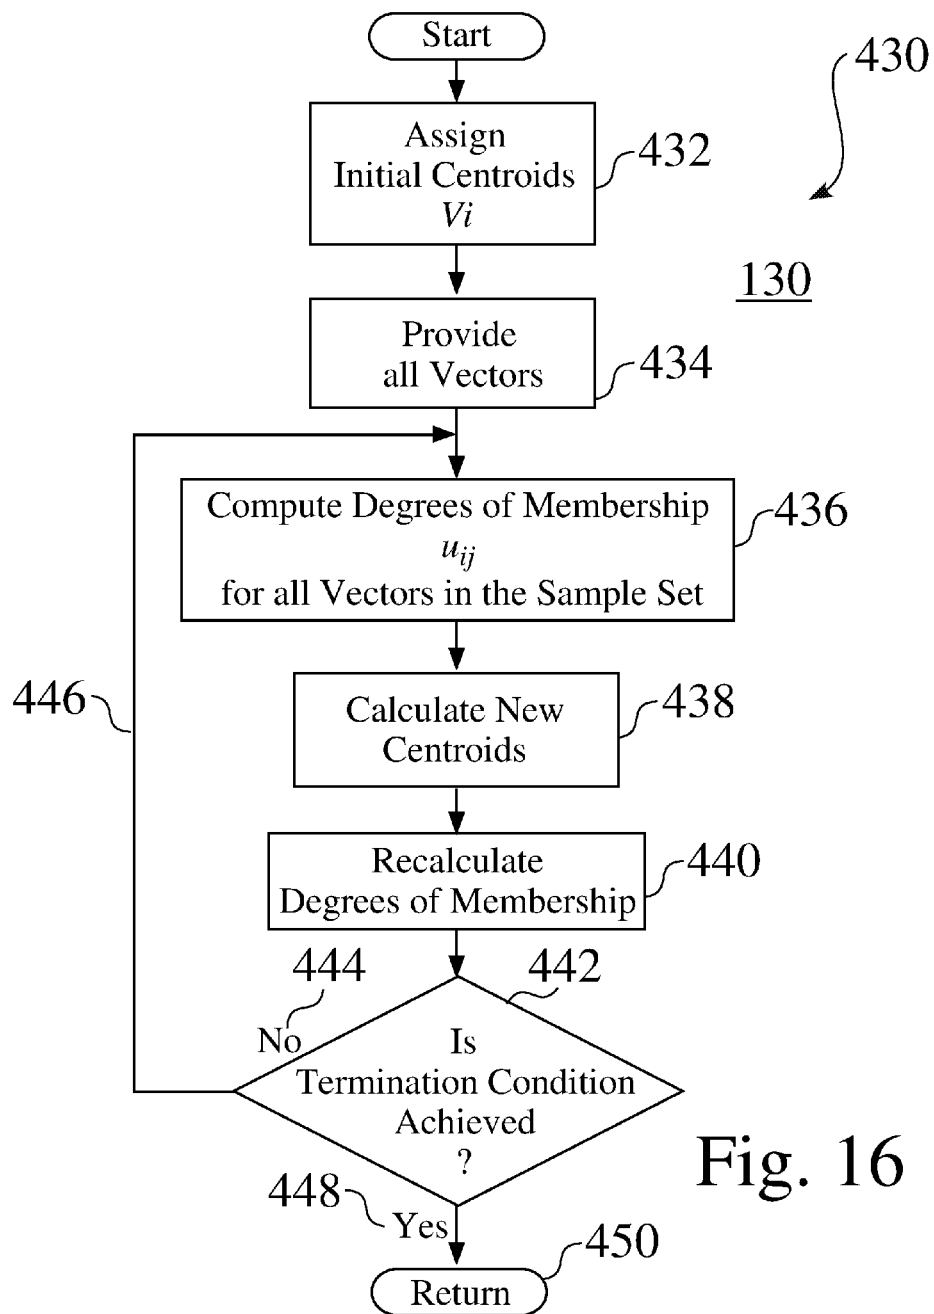 Start
430
Assign
Initial Centroids
Vi
432
130
Provide
all Vectors
434
Compute Degrees of Membership
u_{ij}
for all Vectors in the Sample Set
436
446
Calculate New
Centroids
438
Recalculate
Degrees of Membership
440
444
442
No
Is
Termination Condition
Achieved
?
Fig. 16
448
Yes
450
Return